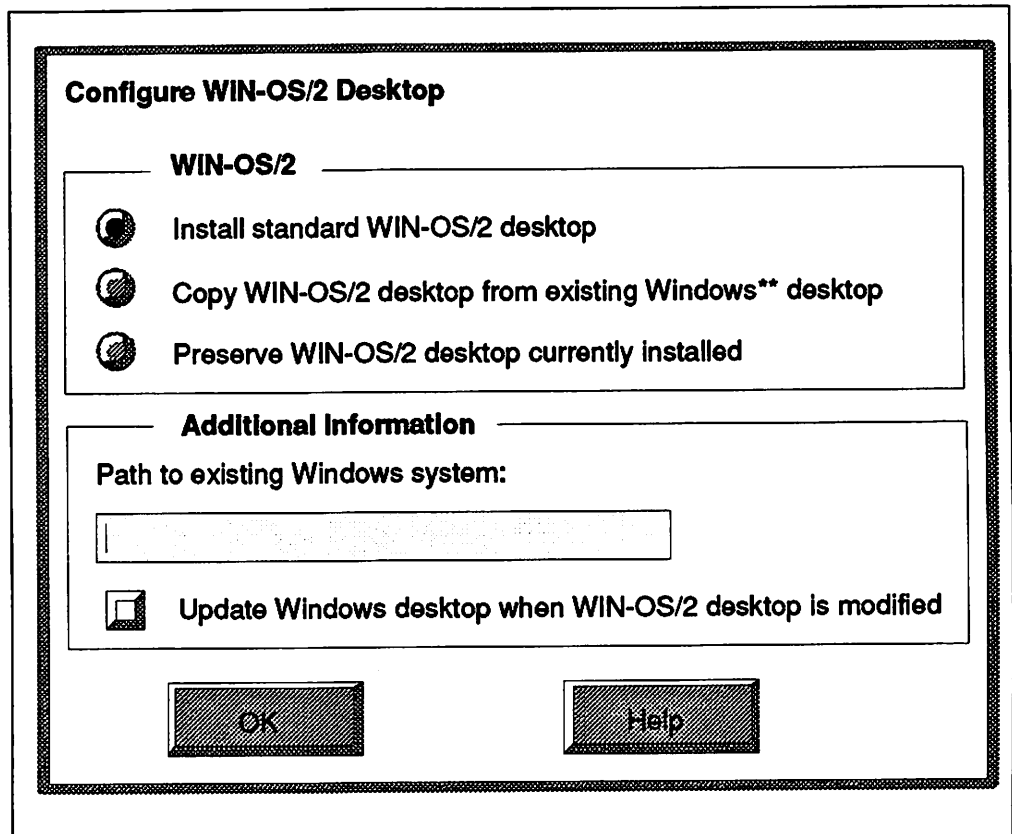 Configure WIN-OS/2 Desktop
WIN-OS/2
Install standard WIN-OS/2 desktop
Copy WIN-OS/2 desktop from existing Windows** desktop
Preserve WIN-OS/2 desktop currently installed
Additional Information
Path to existing Windows system:
Update Windows desktop when WIN-OS/2 desktop is modified
OK
Help